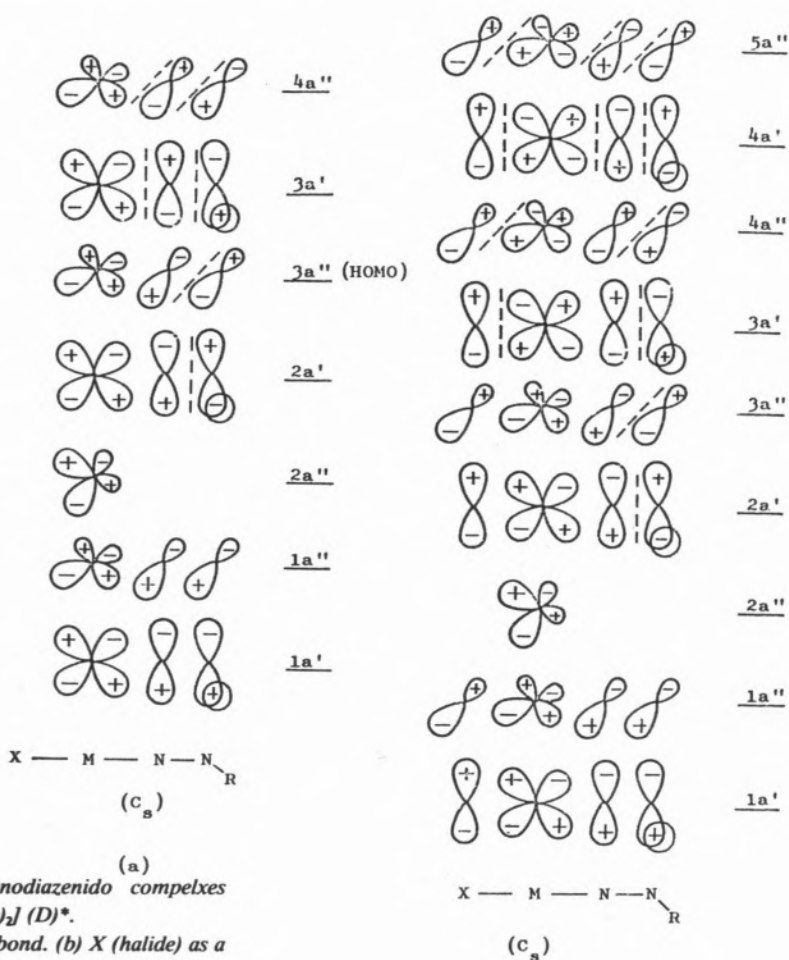 4a"
3a'
3a" (HOMO)
2a'
2a"
1a"
1a'
X — M — N — N
R
(Cs)
(a)
nodiazenido compelxes
)₂] (D)*.
bond. (b) X (halide) as a
5a"
4a'
4a"
3a'
3a"
2a'
2a"
1a"
1a'
X — M — N — N
R
(Cs)